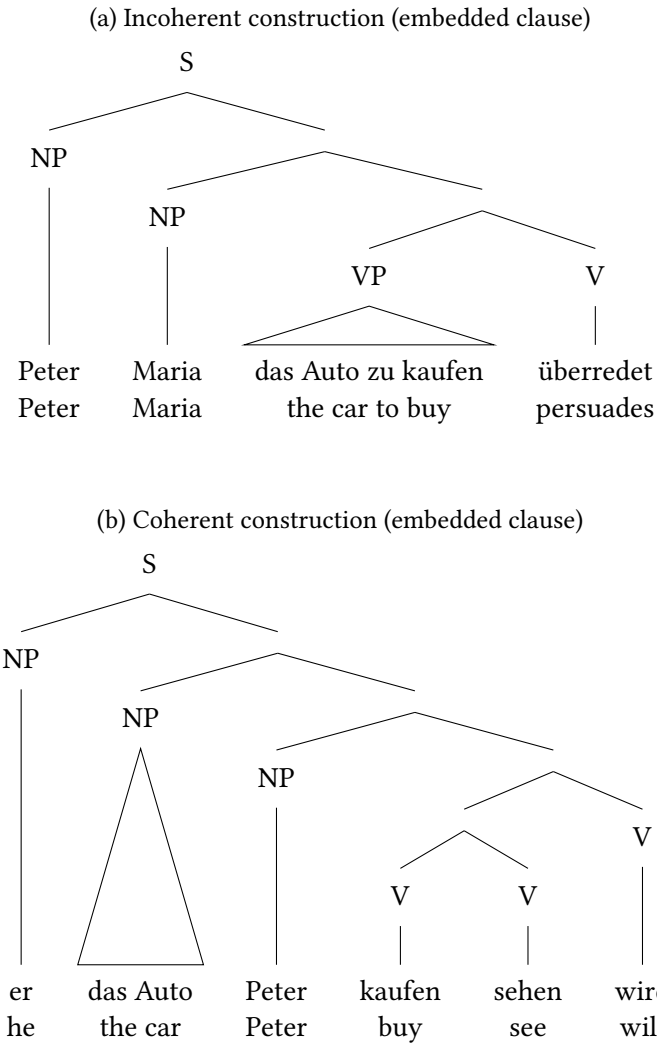 (a) Incoherent construction (embedded clause)
S
NP
NP
VP V
Peter Maria das Auto zu kaufen überredet
Peter Maria the car to buy persuades
(b) Coherent construction (embedded clause)
S
NP
NP
NP
V
V V
er das Auto Peter kaufen sehen
he the car Peter buy see